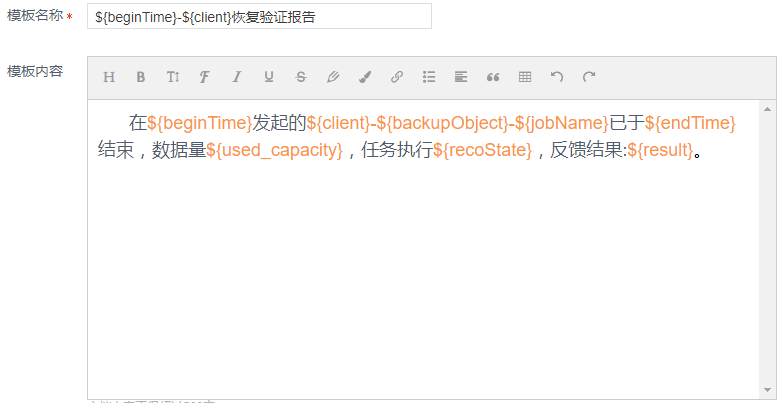 模板名称 * ${beginTime}-${client}恢复验证报告
模板内容
H B T F I U S
在${beginTime}发起的${client}-${backupObject}-${jobName}已于${endTime}
结束，数据量${used_capacity}，任务执行${recoState}，反馈结果:${result}。